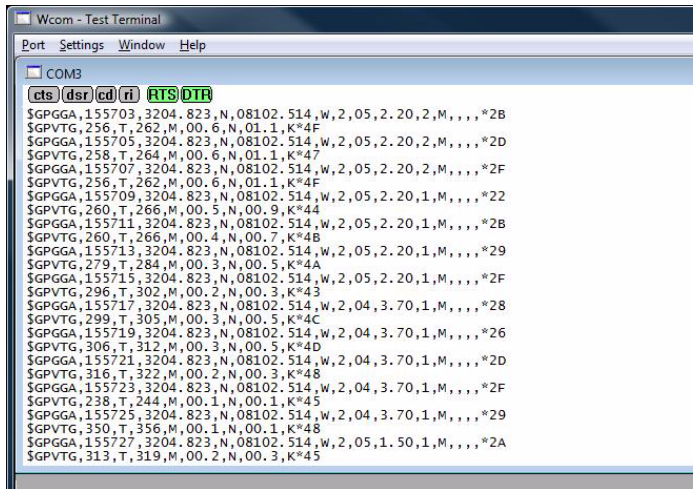 Wcom - Test Terminal
Port Settings Window Help
COM3
cts dsr cd ri RTS DTR
$GPGGA,155703,3204.823,N,08102.514,W,2,05,2.20,2,M,,,,*2B
$GPVTG,256,T,262,M,00.6,N,01.1,K*4F
$GPGGA,155705,3204.823,N,08102.514,W,2,05,2.20,2,M,,,,*2D
$GPVTG,258,T,264,M,00.6,N,01.1,K*47
$GPGGA,155707,3204.823,N,08102.514,W,2,05,2.20,2,M,,,,*2F
$GPVTG,256,T,262,M,00.6,N,01.1,K*4F
$GPGGA,155709,3204.823,N,08102.514,W,2,05,2.20,1,M,,,,*22
$GPVTG,260,T,266,M,00.5,N,00.9,K*44
$GPGGA,155711,3204.823,N,08102.514,W,2,05,2.20,1,M,,,,*2B
$GPVTG,260,T,266,M,00.4,N,00.7,K*4B
$GPGGA,155713,3204.823,N,08102.514,W,2,05,2.20,1,M,,,,*29
$GPVTG,279,T,284,M,00.3,N,00.5,K*4A
$GPGGA,155715,3204.823,N,08102.514,W,2,05,2.20,1,M,,,,*2F
$GPVTG,296,T,302,M,00.2,N,00.3,K*43
$GPGGA,155717,3204.823,N,08102.514,W,2,04,3.70,1,M,,,,*28
$GPVTG,299,T,305,M,00.3,N,00.5,K*4C
$GPGGA,155719,3204.823,N,08102.514,W,2,04,3.70,1,M,,,,*26
$GPVTG,306,T,312,M,00.3,N,00.5,K*4D
$GPGGA,155721,3204.823,N,08102.514,W,2,04,3.70,1,M,,,,*2D
$GPVTG,316,T,322,M,00.2,N,00.3,K*48
$GPGGA,155723,3204.823,N,08102.514,W,2,04,3.70,1,M,,,,*2F
$GPVTG,238,T,244,M,00.1,N,00.1,K*45
$GPGGA,155725,3204.823,N,08102.514,W,2,04,3.70,1,M,,,,*29
$GPVTG,350,T,356,M,00.1,N,00.1,K*48
$GPGGA,155727,3204.823,N,08102.514,W,2,05,1.50,1,M,,,,*2A
$GPVTG,313,T,319,M,00.2,N,00.3,K*45